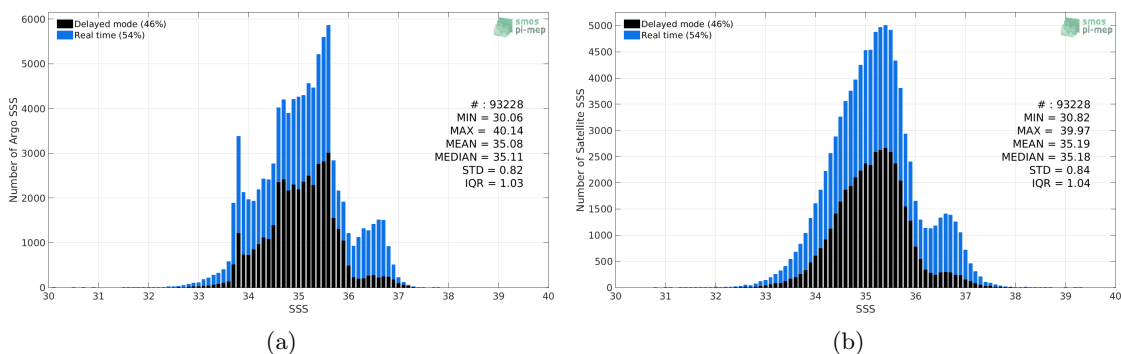 Delayed mode (46%)
Real time (54%)
smos
pi-mep
# : 93228
MIN = 30.06
MAX = 40.14
MEAN = 35.08
MEDIAN = 35.11
STD = 0.82
IQR = 1.03
Number of Argo SSS
6000
5000
4000
3000
2000
1000
0
30 31 32 33 34 35 36 37 38 39 40
SSS
(a)
Delayed mode (46%)
Real time (54%)
smos
pi-mep
# : 93228
MIN = 30.82
MAX = 39.97
MEAN = 35.19
MEDIAN = 35.18
STD = 0.84
IQR = 1.04
Number of Satellite SSS
5000
4500
4000
3500
3000
2500
2000
1500
1000
500
0
30 31 32 33 34 35 36 37 38 39 40
SSS
(b)